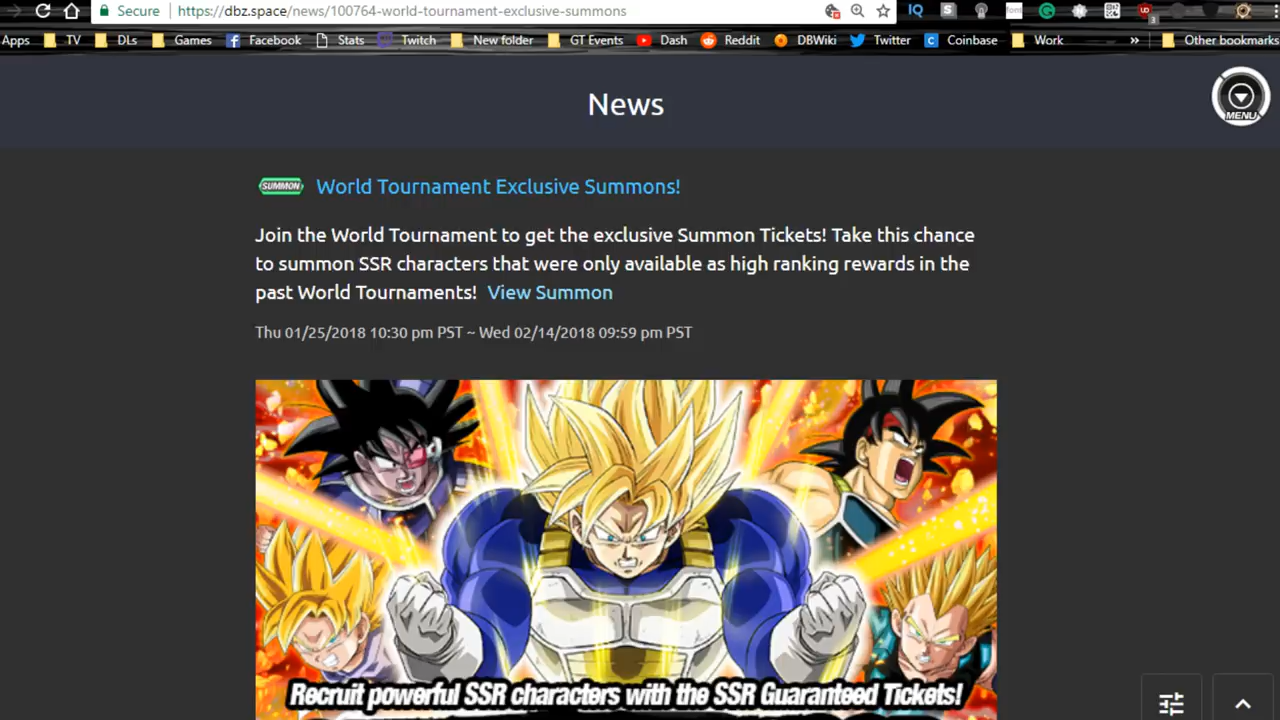 Secure https://dbz.space/news/100764-world-tournament-exclusive-summons
Apps TV DLs Games Facebook Stats Twitch New folder GT Events Dash Reddit DBWiki Twitter Coinbase Work » Other bookmarks
News
MENU
SUMMON World Tournament Exclusive Summons!
Join the World Tournament to get the exclusive Summon Tickets! Take this chance
to summon SSR characters that were only available as high ranking rewards in the
past World Tournaments! View Summon
Thu 01/25/2018 10:30 pm PST ~ Wed 02/14/2018 09:59 pm PST
Recruit powerful SSR characters with the SSR Guaranteed Tickets!